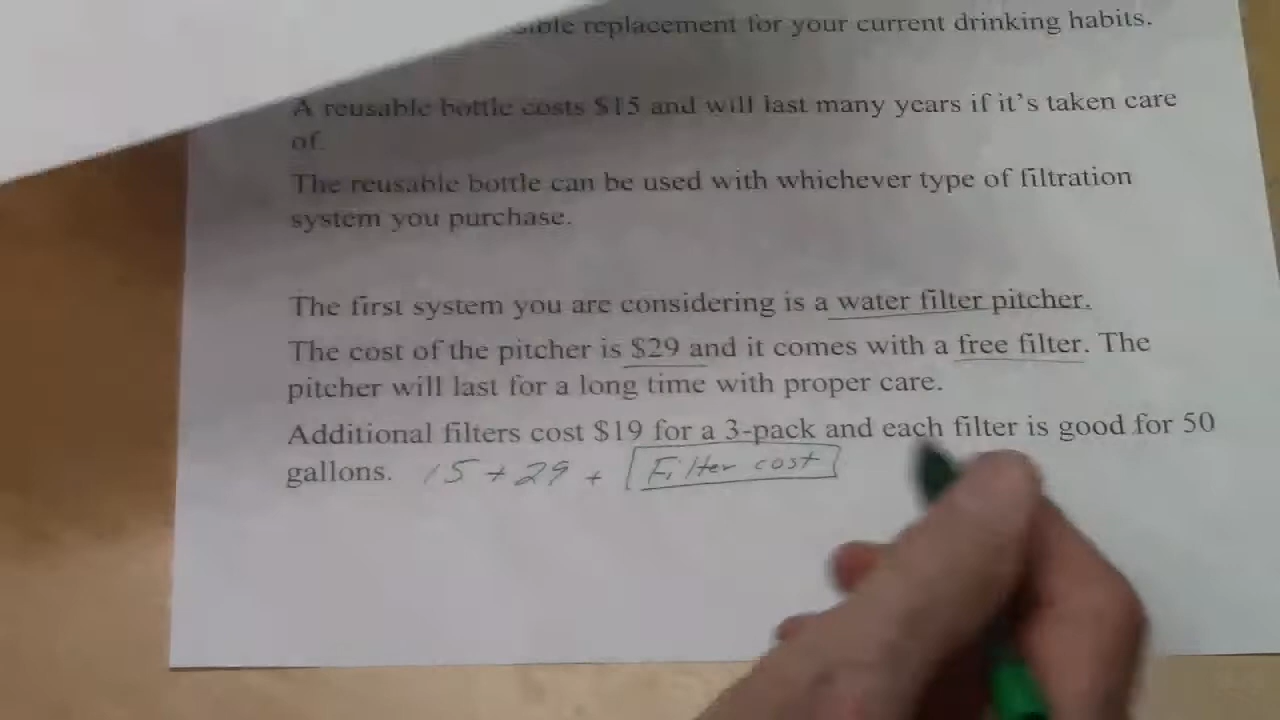 replacement for your current drinking habits.
A reusable bottle costs $15 and will last many years if it's taken care
of.
The reusable bottle can be used with whichever type of filtration
system you purchase.
The first system you are considering is a water filter pitcher.
The cost of the pitcher is $29 and it comes with a free filter. The
pitcher will last for a long time with proper care.
Additional filters cost $19 for a 3-pack and each filter is good for 50
gallons. 15 + 29 + Filter cost